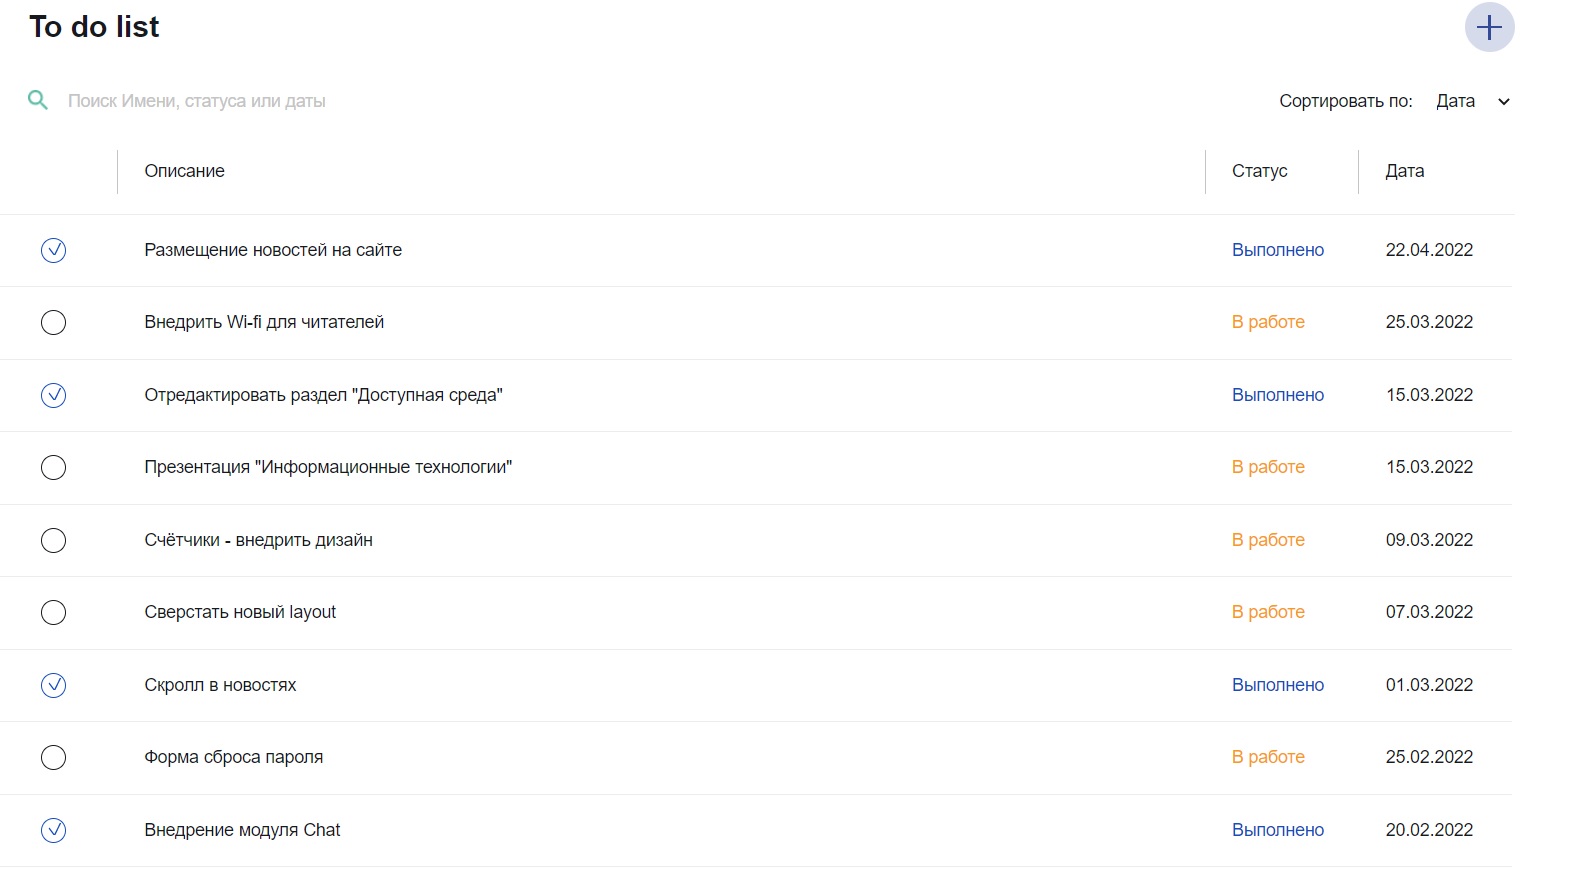 To do list
Поиск Имени, статуса или даты
Сортировать по: Дата
Описание Статус Дата
Размещение новостей на сайте Выполнено 22.04.2022
Внедрить Wi-fi для читателей В работе 25.03.2022
Отредактировать раздел "Доступная среда" Выполнено 15.03.2022
Презентация "Информационные технологии" В работе 15.03.2022
Счётчики - внедрить дизайн В работе 09.03.2022
Сверстать новый layout В работе 07.03.2022
Скролл в новостях Выполнено 01.03.2022
Форма сброса пароля В работе 25.02.2022
Внедрение модуля Chat Выполнено 20.02.2022